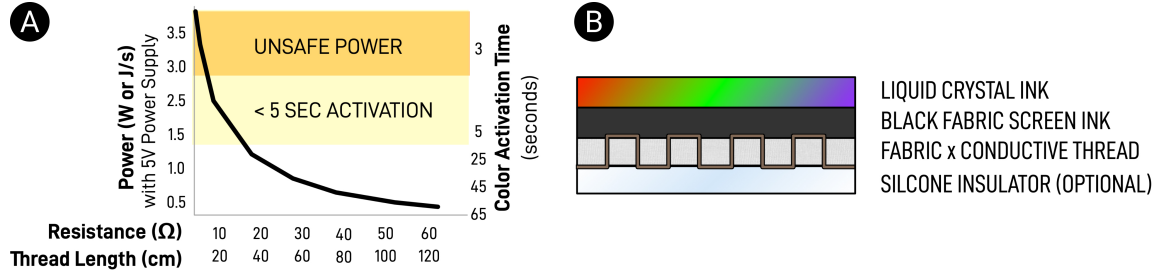 A
Power (W or J/s)
with 5V Power Supply
3.5
3.0
2.5
1.5
1.0
0.5
UNSAFE POWER
< 5 SEC ACTIVATION
3
5
25
45
65
Color Activation Time
(seconds)
Resistance (Ω) 10 20 30 40 50 60
Thread Length (cm) 20 40 60 80 100 120
B
LIQUID CRYSTAL INK
BLACK FABRIC SCREEN INK
FABRIC x CONDUCTIVE THREAD
SILCONE INSULATOR (OPTIONAL)